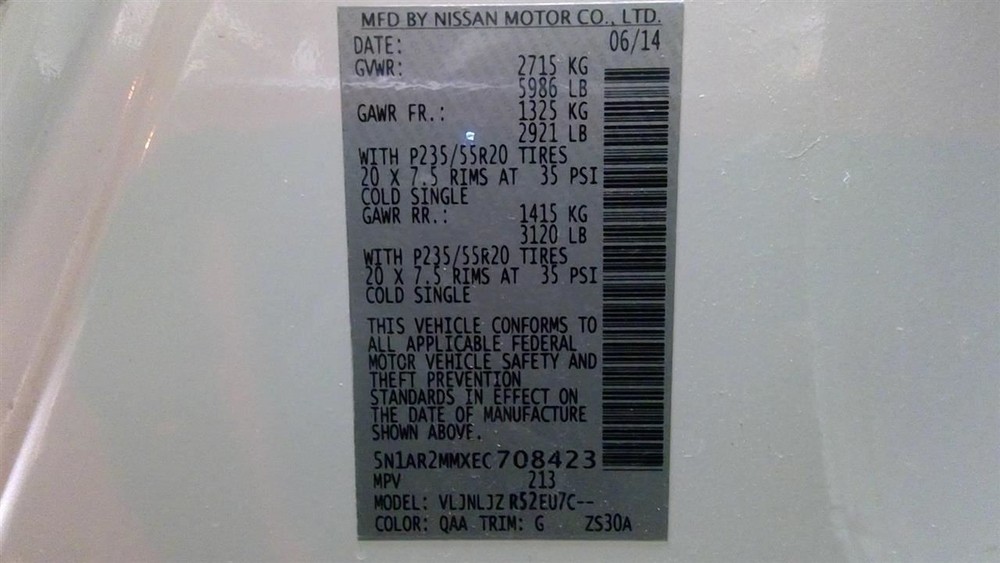 MFD BY NISSAN MOTOR CO., LTD.
DATE: 06/14
GVWR: 2715 KG
5986 LB
GAWR FR.: 1325 KG
2921 LB
WITH P235/55R20 TIRES
20 X 7.5 RIMS AT 35 PSI
COLD SINGLE
GAWR RR.: 1415 KG
3120 LB
WITH P235/55R20 TIRES
20 X 7.5 RIMS AT 35 PSI
COLD SINGLE
THIS VEHICLE CONFORMS TO
ALL APPLICABLE FEDERAL
MOTOR VEHICLE SAFETY AND
THEFT PREVENTION
STANDARDS IN EFFECT ON
THE DATE OF MANUFACTURE
SHOWN ABOVE.
5N1AR2MMXEC708423
MPV 213
MODEL: VLJNLJZ R52EU7C--
COLOR: QAA TRIM: G ZS30A